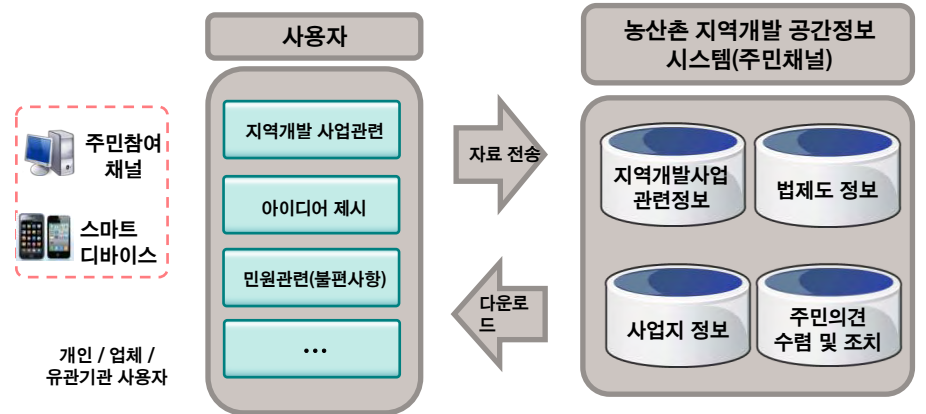 사용자
농산촌 지역개발 공간정보
시스템(주민채널)
주민참여
채널
스마트
디바이스
개인 / 업체 /
유관기관 사용자
지역개발 사업관련
아이디어 제시
민원관련(불편사항)
...
자료 전송
다운로
드
지역개발사업
관련정보
법제도 정보
사업지 정보
주민의견
수렴 및 조치